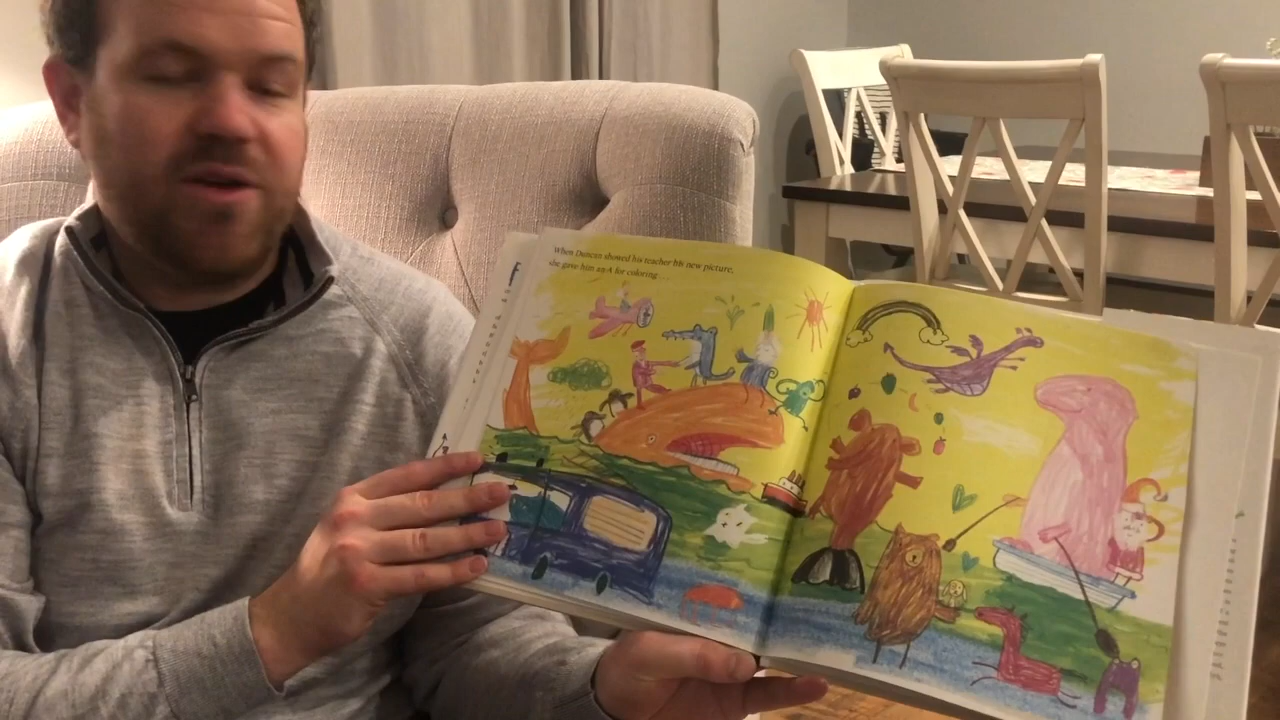 When Duncan showed his teacher his new picture,
she gave him an A for coloring . . .